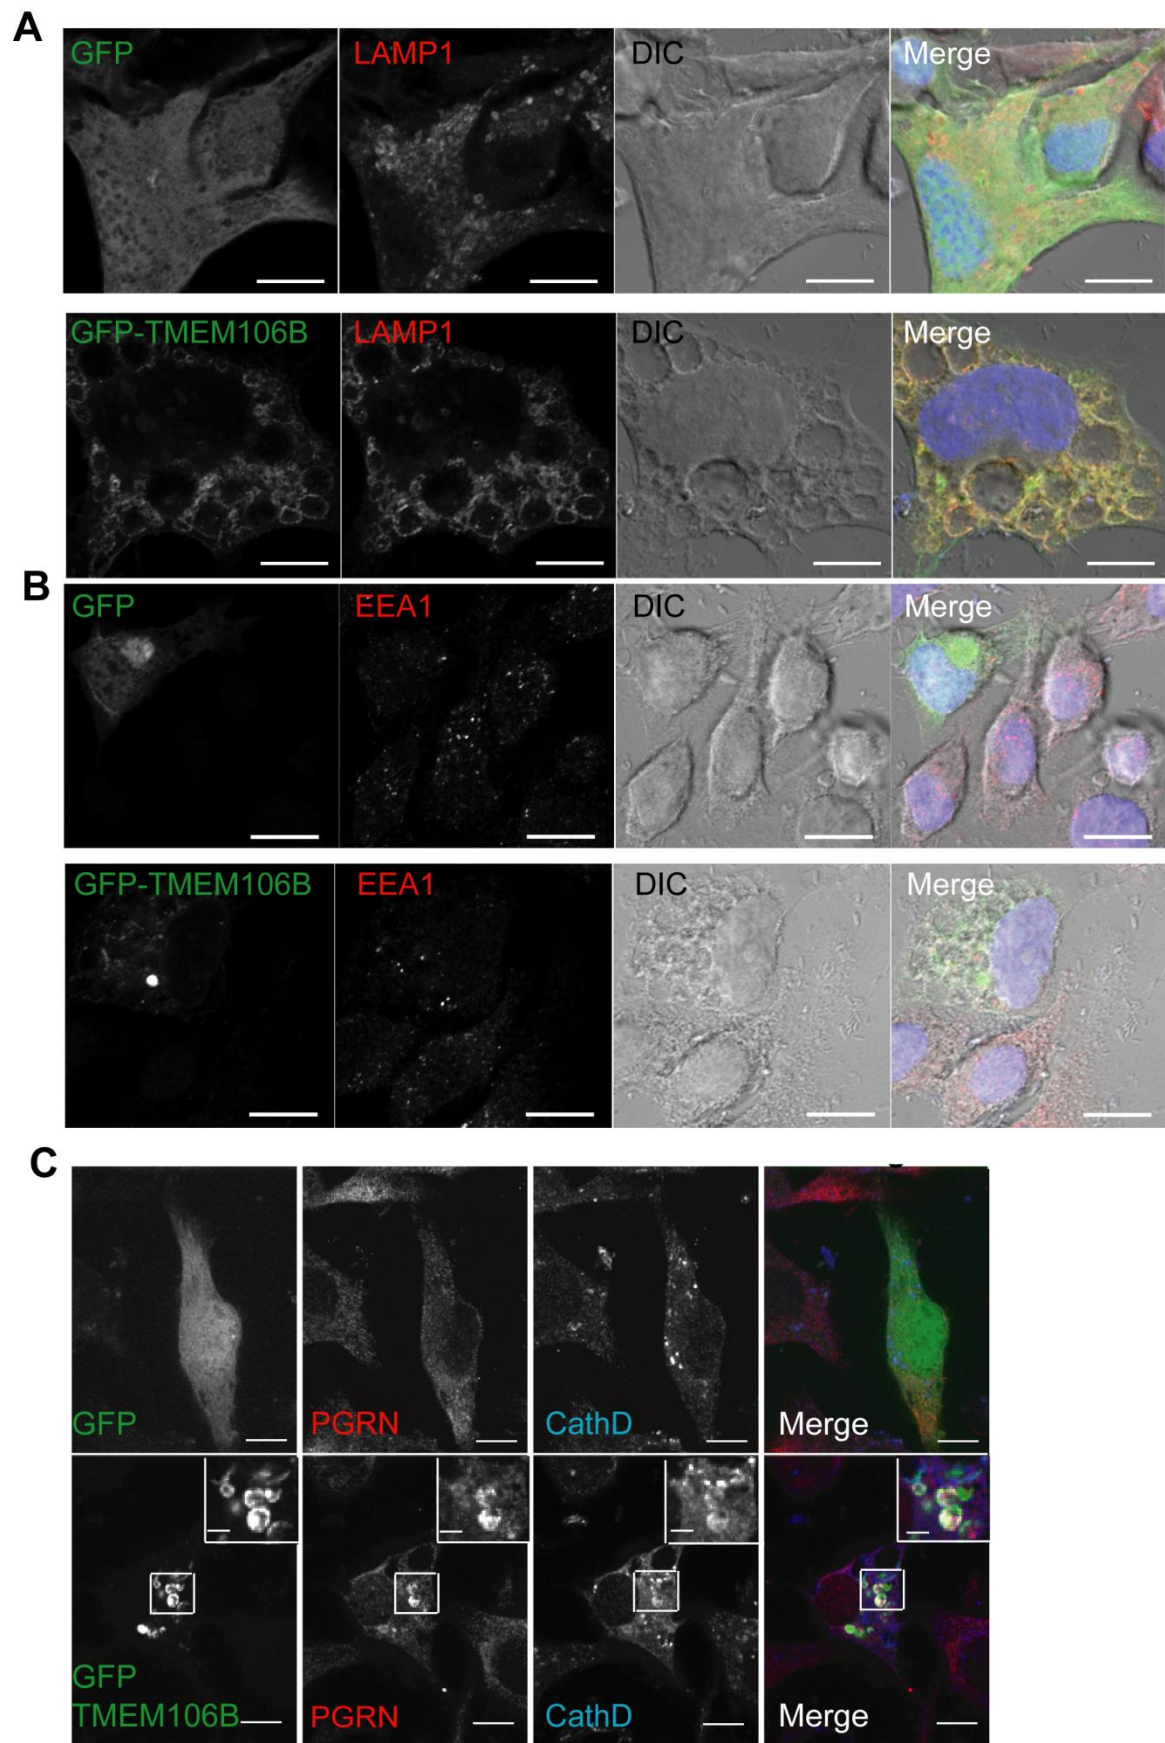 A
GFP LAMP1 DIC Merge
GFP-TMEM106B LAMP1 DIC Merge
B
GFP EEA1 DIC Merge
GFP-TMEM106B EEA1 DIC Merge
C
GFP PGRN CathD Merge
GFP
TMEM106B PGRN CathD Merge